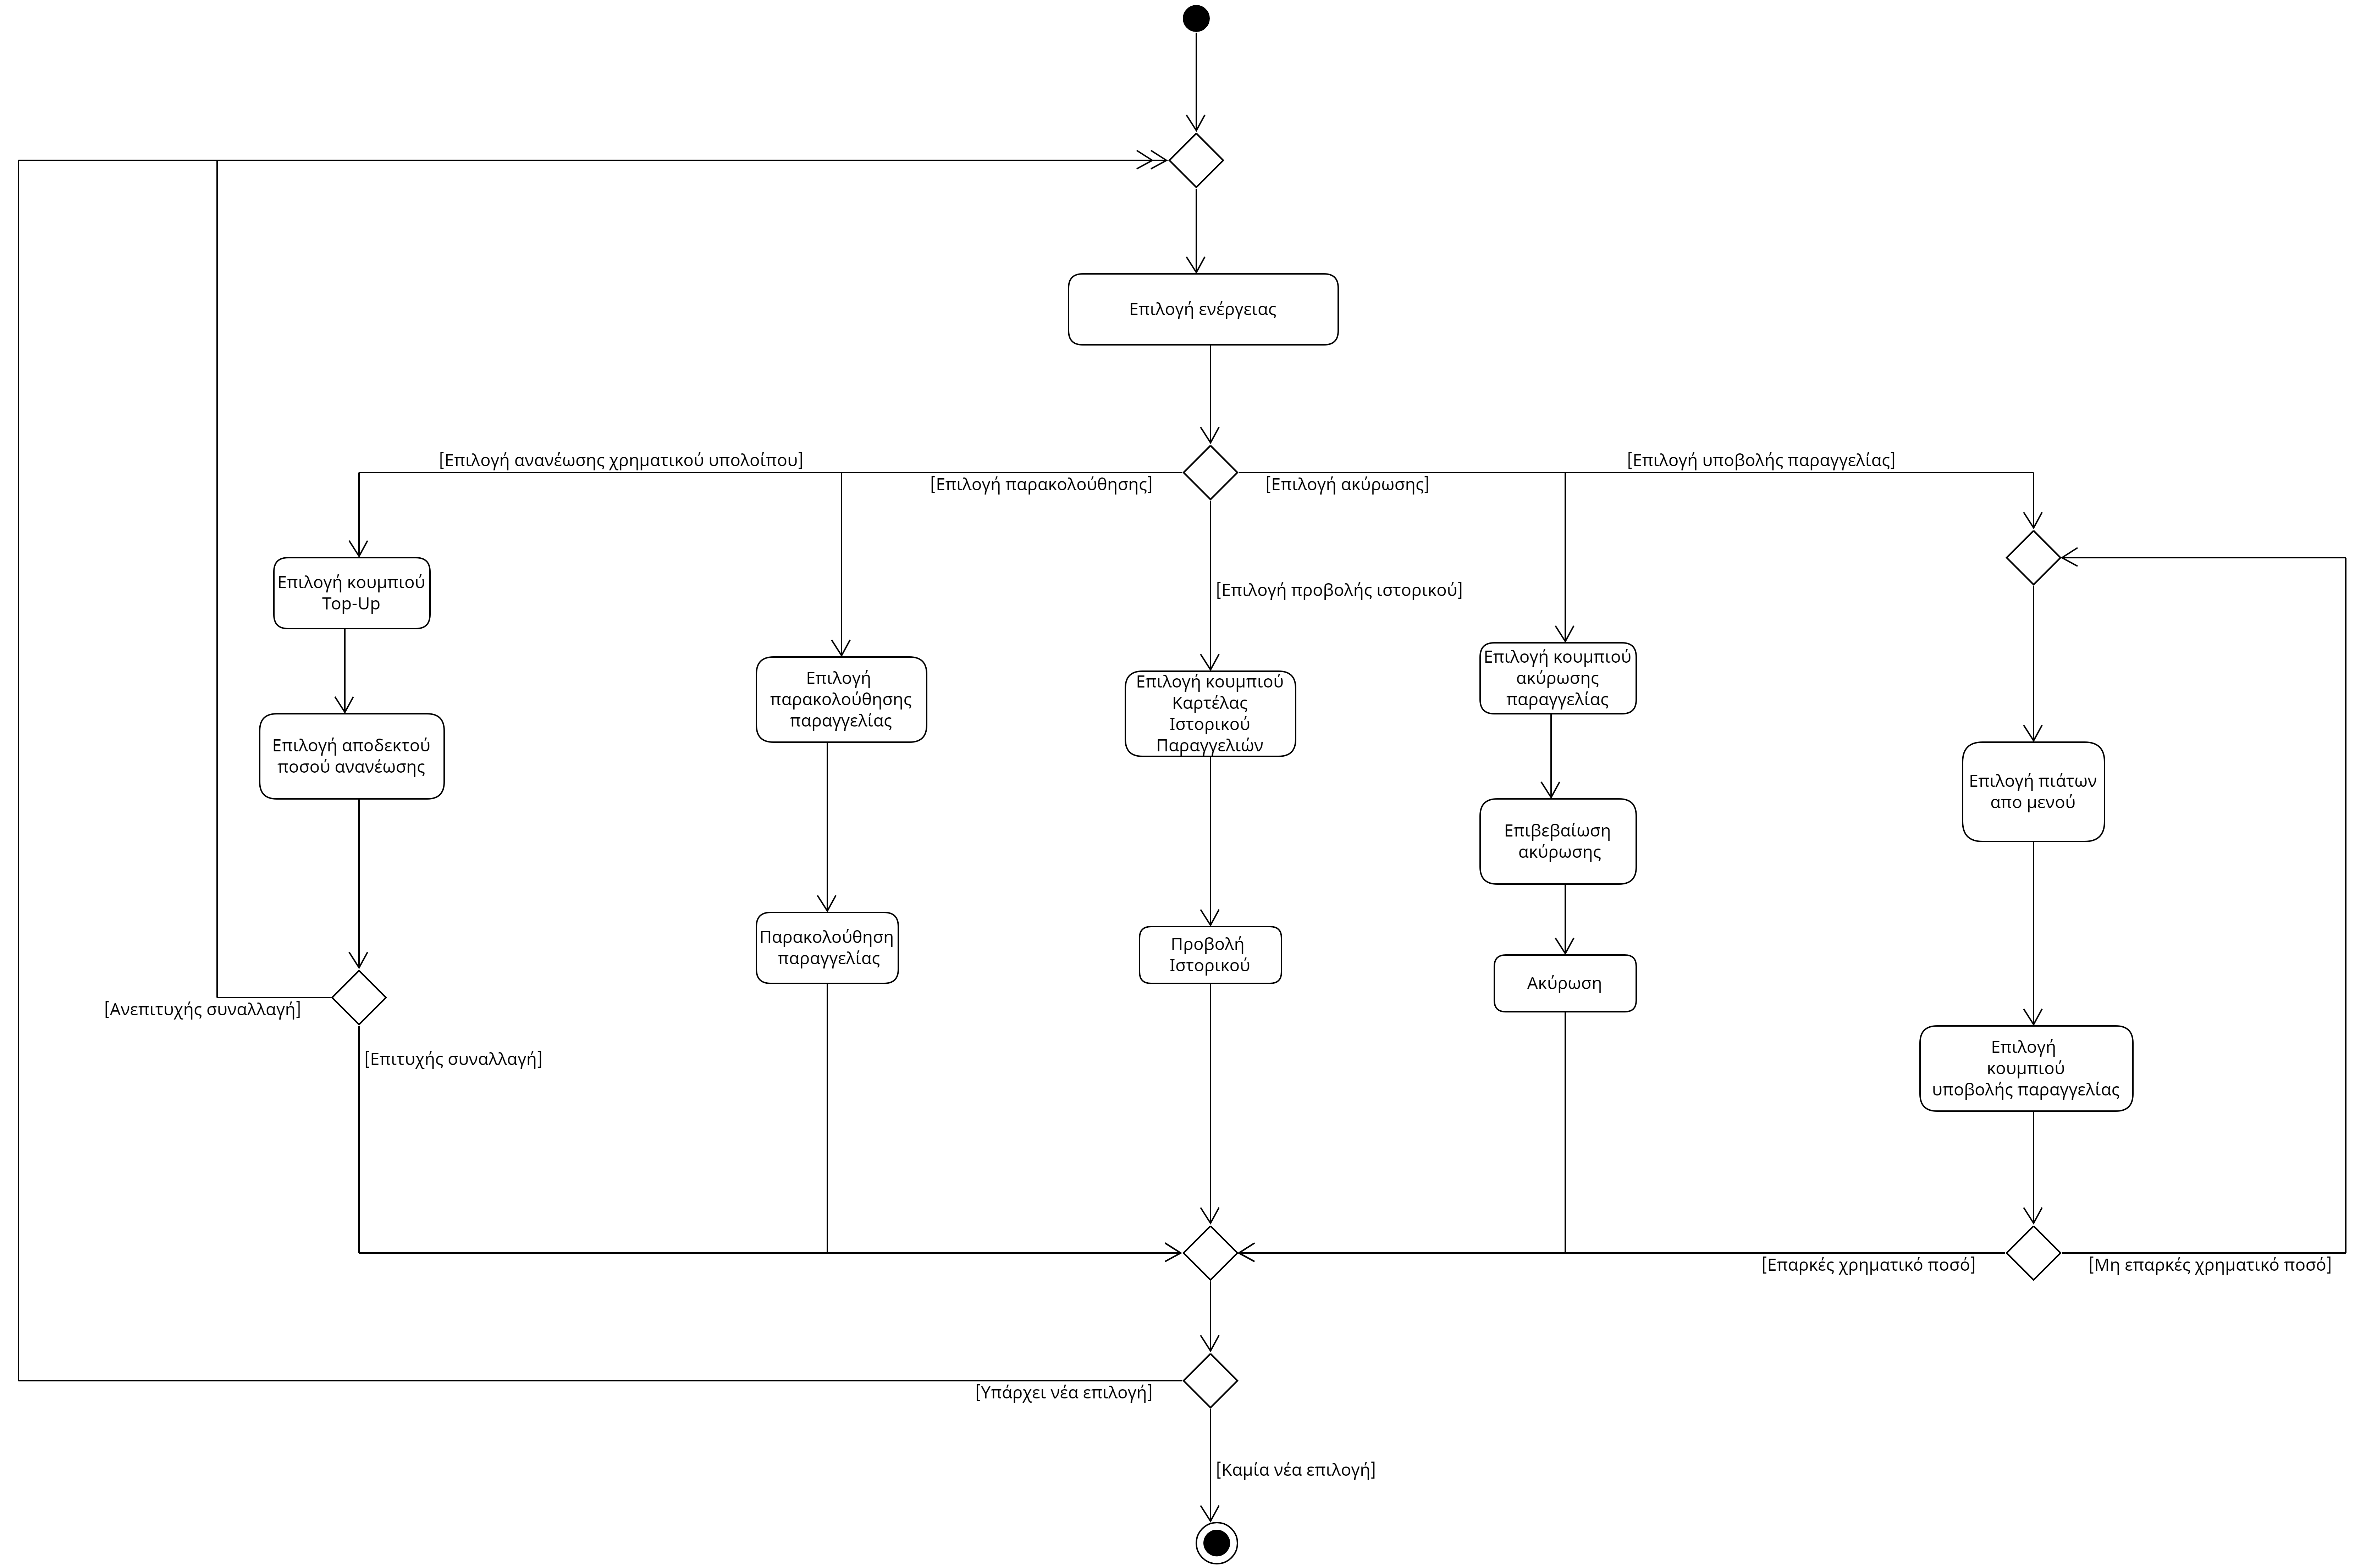 Επιλογή ενέργειας
[Επιλογή ανανέωσης χρηματικού υπολοίπου]
[Επιλογή υποβολής παραγγελίας]
[Επιλογή παρακολούθησης]
[Επιλογή ακύρωσης]
Επιλογή κουμπιού
Top-Up
[Επιλογή προβολής ιστορικού]
Επιλογή
παρακολούθησης
παραγγελίας
Επιλογή κουμπιού
Καρτέλας
Ιστορικού
Παραγγελιών
Επιλογή κουμπιού
ακύρωσης
παραγγελίας
Επιλογή αποδεκτού
ποσού ανανέωσης
Επιλογή πιάτων
απο μενού
Επιβεβαίωση
ακύρωσης
Παρακολούθηση
παραγγελίας
Προβολή
Ιστορικού
Ακύρωση
[Ανεπιτυχής συναλλαγή]
[Επιτυχής συναλλαγή]
Επιλογή
κουμπιού
υποβολής παραγγελίας
[Επαρκές χρηματικό ποσό]
[Μη επαρκές χρηματικό ποσό]
[Υπάρχει νέα επιλογή]
[Καμία νέα επιλογή]